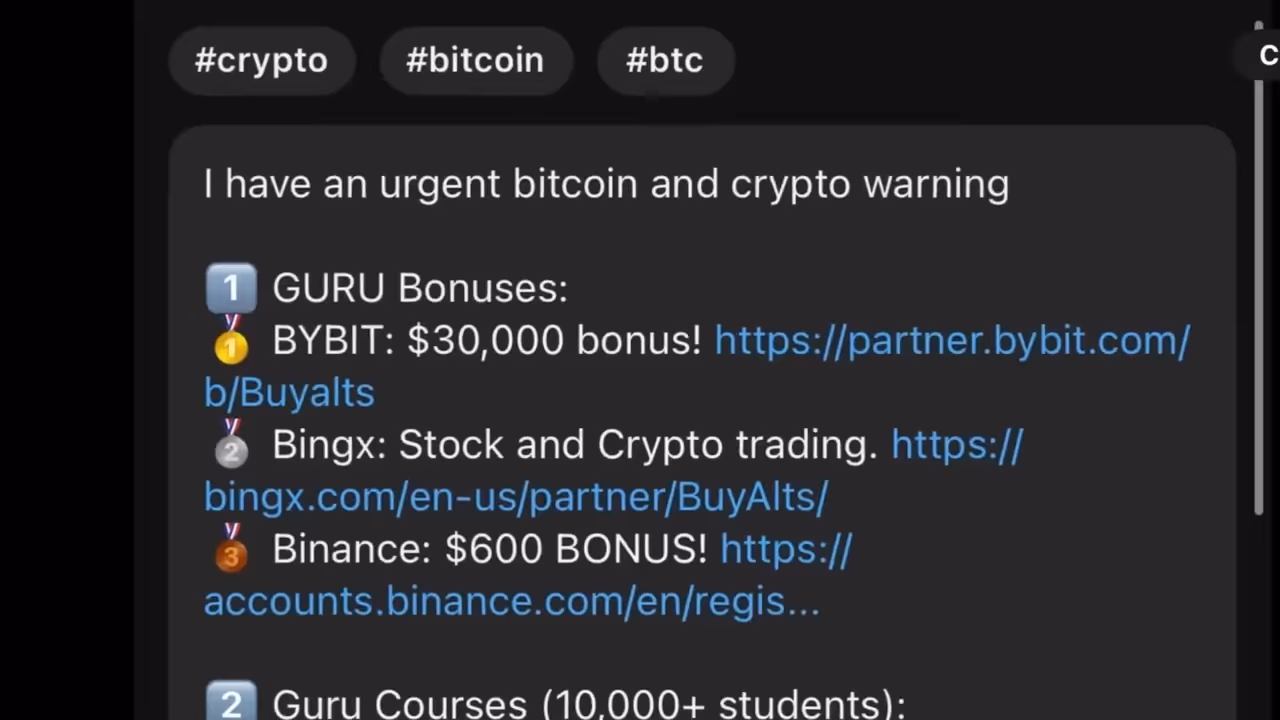 #crypto #bitcoin #btc
C
I have an urgent bitcoin and crypto warning
1️⃣ GURU Bonuses:
🥇 BYBIT: $30,000 bonus! https://partner.bybit.com/
b/Buyalts
🥈 Bingx: Stock and Crypto trading. https://
bingx.com/en-us/partner/BuyAlts/
🥉 Binance: $600 BONUS! https://
accounts.binance.com/en/regis...
2️⃣ Guru Courses (10,000+ students):